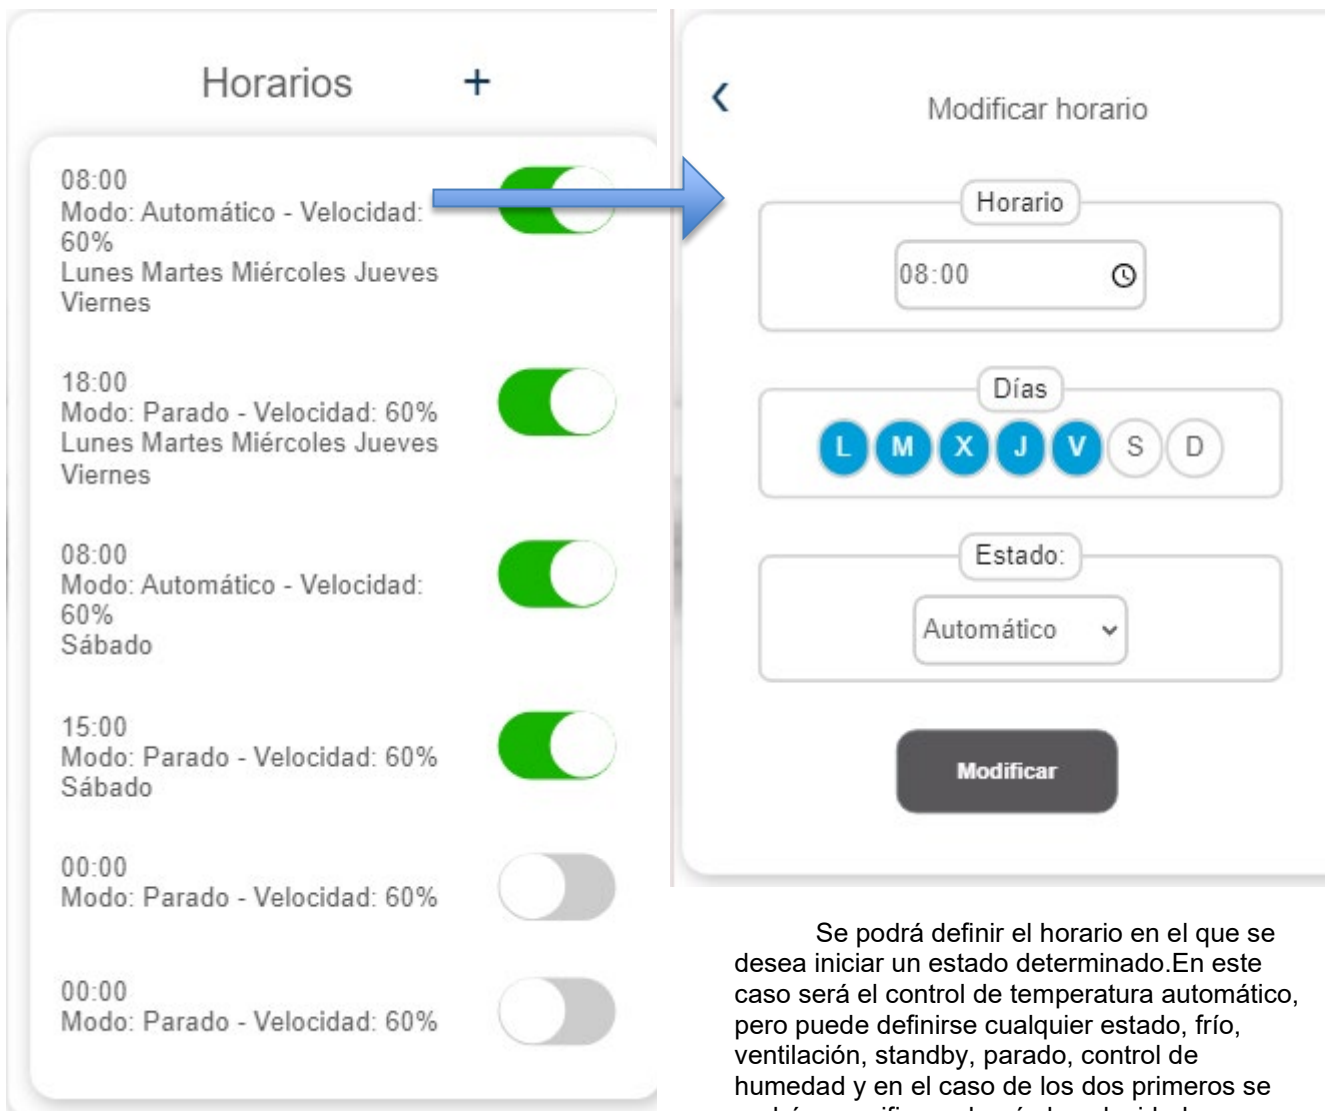 Horarios +
08:00
Modo: Automático - Velocidad:
60%
Lunes Martes Miércoles Jueves
Viernes
18:00
Modo: Parado - Velocidad: 60%
Lunes Martes Miércoles Jueves
Viernes
08:00
Modo: Automático - Velocidad:
60%
Sábado
15:00
Modo: Parado - Velocidad: 60%
Sábado
00:00
Modo: Parado - Velocidad: 60%
00:00
Modo: Parado - Velocidad: 60%
Modificar horario
Horario
08:00
Días
L M X J V S D
Estado:
Automático
Modificar
Se podrá definir el horario en el que se
desea iniciar un estado determinado.En este
caso será el control de temperatura automático,
pero puede definirse cualquier estado, frío,
ventilación, standby, parado, control de
humedad y en el caso de los dos primeros se